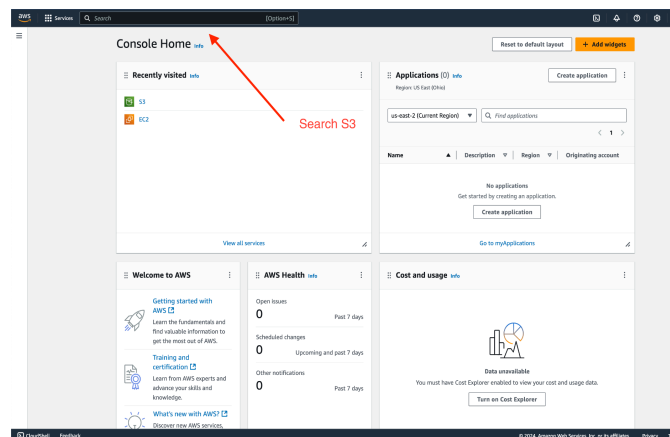 aws
Services
Search
[Option+S]
Console Home Info
Reset to default layout
+ Add widgets
Recently visited Info
S3
EC2
View all services
Search S3
Applications (0) Info
Create application
Region: US East (Ohio)
us-east-2 (Current Region)
Find applications
1
Name
Description
Region
Originating account
No applications
Get started by creating an application.
Create application
Go to myApplications
Welcome to AWS
Getting started with
AWS
Learn the fundamentals and
find valuable information to
get the most out of AWS.
Training and
certification
Learn from AWS experts and
advance your skills and
knowledge.
What's new with AWS?
Discover new AWS services,
AWS Health Info
Open issues
0
Past 7 days
Scheduled changes
0
Upcoming and past 7 days
Other notifications
0
Past 7 days
Cost and usage Info
Data unavailable
You must have Cost Explorer enabled to view your cost and usage data.
Turn on Cost Explorer
CloudShell
Feedback
© 2024, Amazon Web Services, Inc. or its affiliates.
Privacy